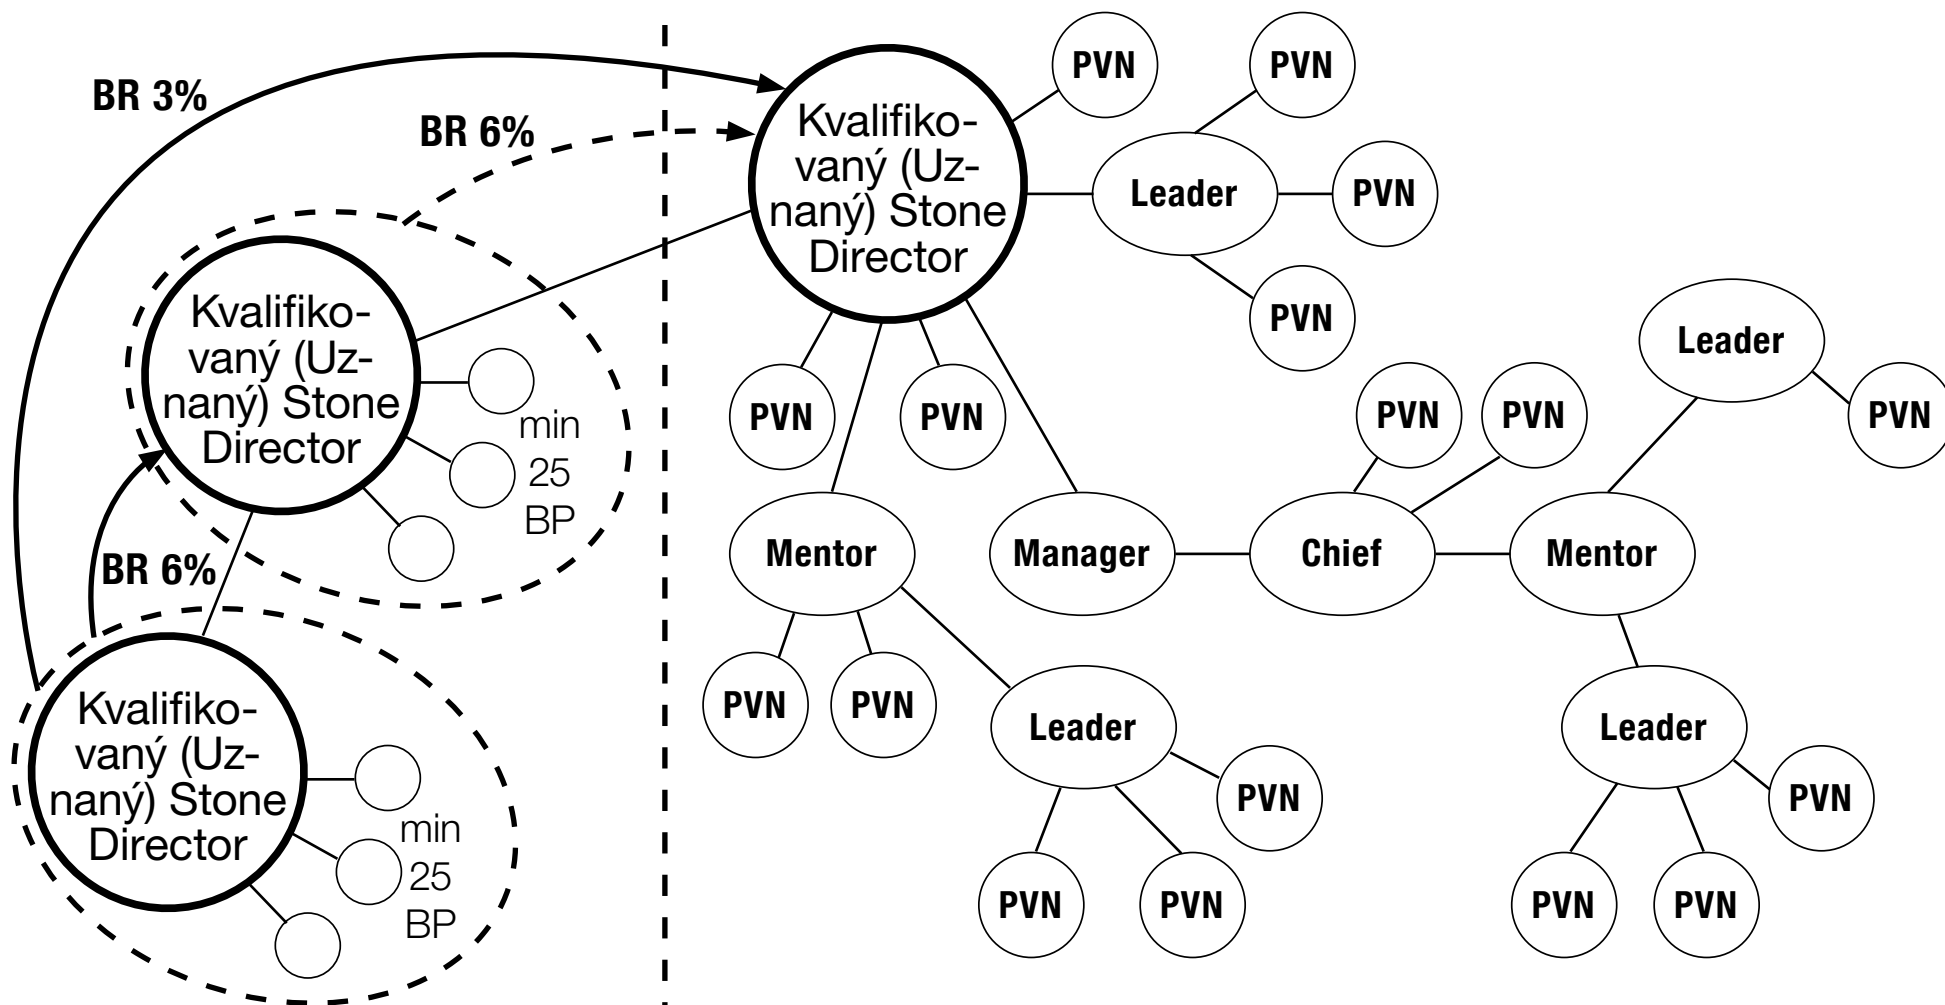 BR 3%
BR 6%
Kvalifiko-
vaný (Uz-
naný) Stone
Director
PVN
PVN
Leader
PVN
PVN
Kvalifiko-
vaný (Uz-
naný) Stone
Director
min
25
BP
PVN
PVN
Leader
PVN
PVN
PVN
BR 6%
Mentor
Manager
Chief
Mentor
PVN
PVN
Leader
PVN
PVN
PVN
Leader
PVN
PVN
PVN
Kvalifiko-
vaný (Uz-
naný) Stone
Director
min
25
BP